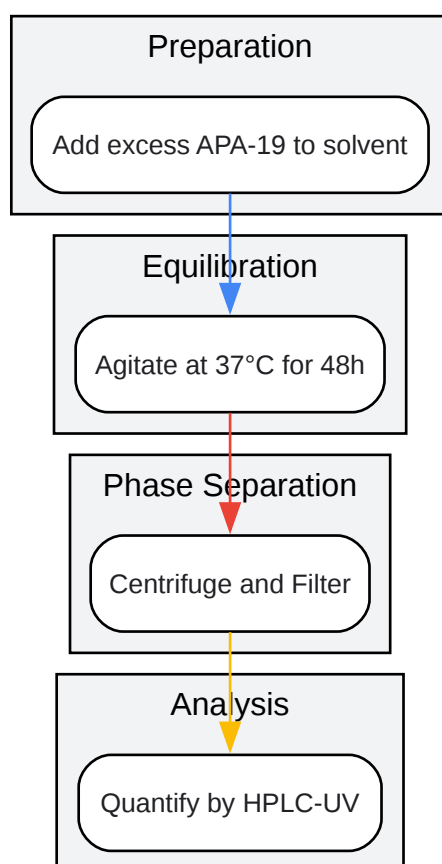 Preparation
Add excess APA-19 to solvent
Equilibration
Agitate at 37°C for 48h
Phase Separation
Centrifuge and Filter
Analysis
Quantify by HPLC-UV